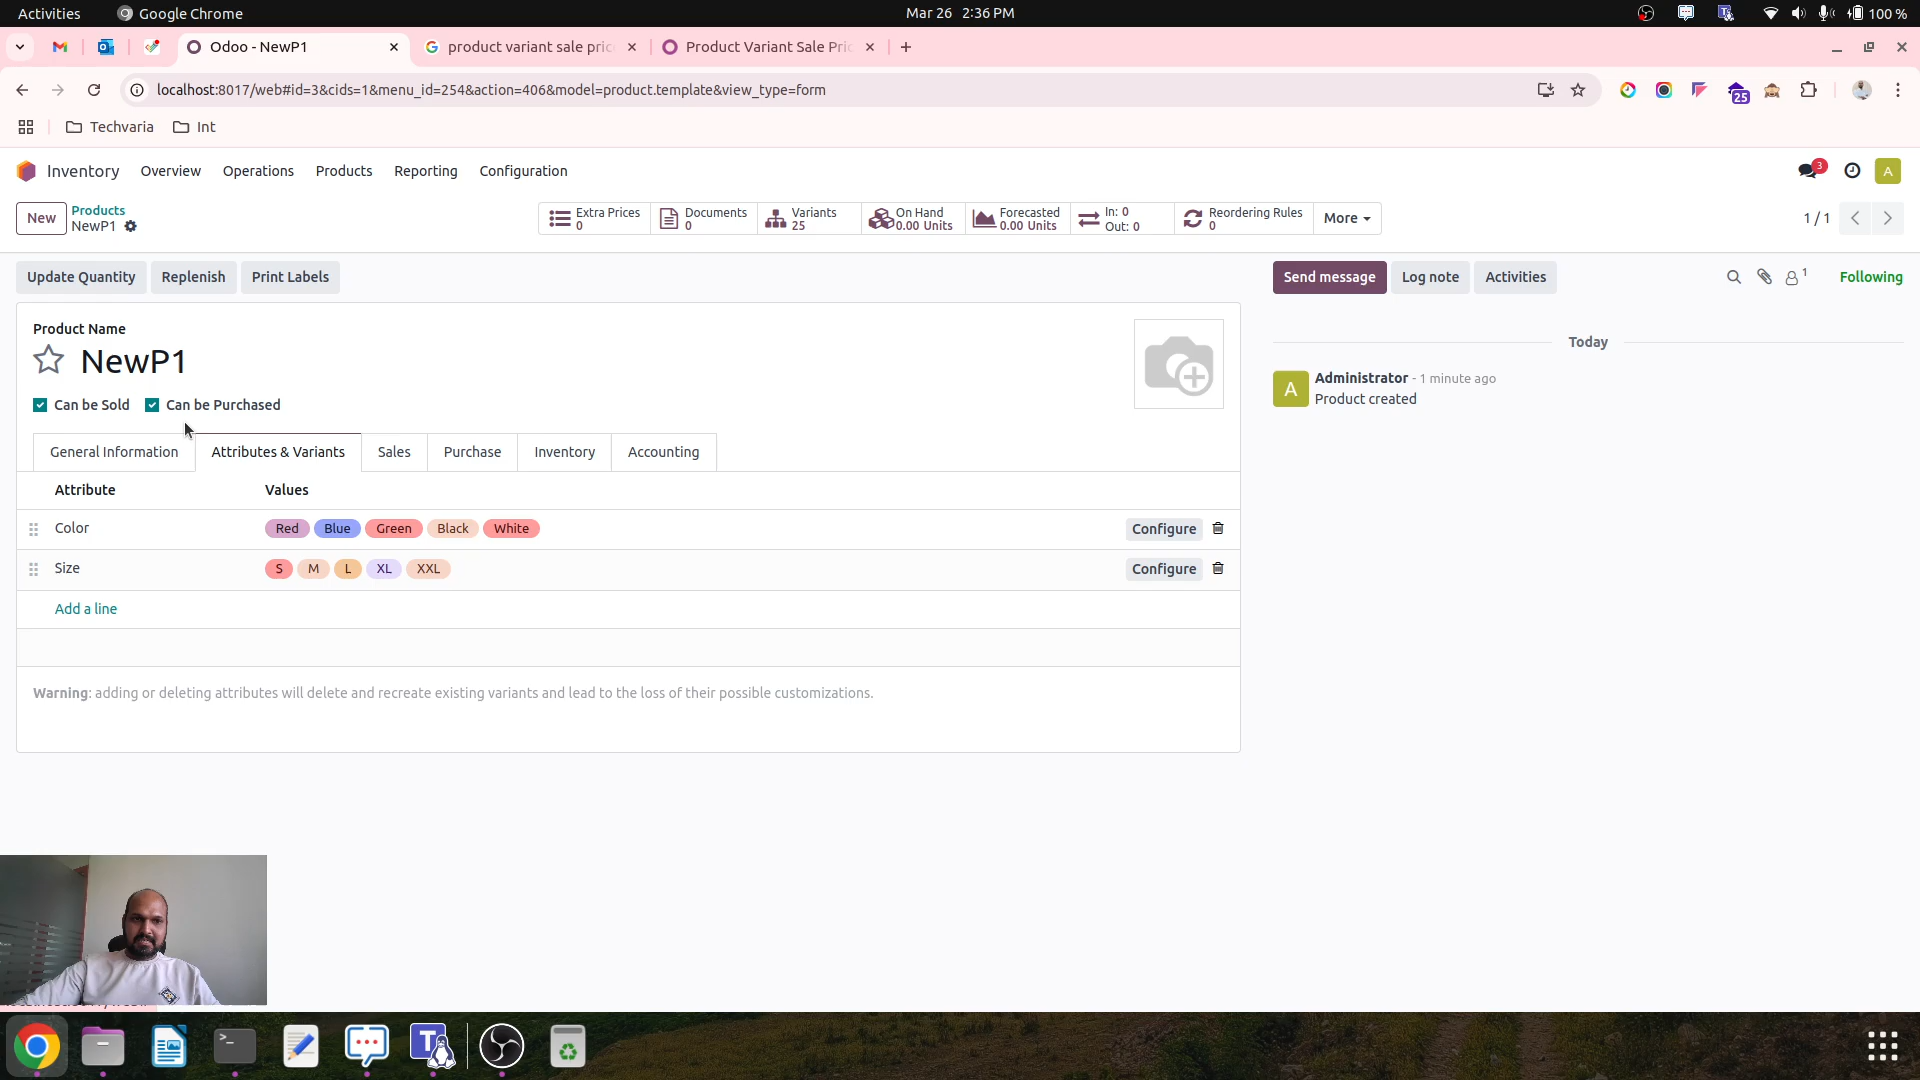 Activities Google Chrome Mar 26 2:36 PM 100 %
Odoo - NewP1 product variant sale pric Product Variant Sale Pric
localhost:8017/web#id=3&cids=1&menu_id=254&action=406&model=product.template&view_type=form 25
Techvaria Int
Inventory Overview Operations Products Reporting Configuration 3 A
New Products
NewP1
Extra Prices
0
Documents
0
Variants
25
On Hand
0.00 Units
Forecasted
0.00 Units
In: 0
Out: 0
Reordering Rules
0
More
1 / 1
Update Quantity Replenish Print Labels
Send message Log note Activities 1 Following
Product Name
NewP1
Can be Sold Can be Purchased
General Information Attributes & Variants Sales Purchase Inventory Accounting
Attribute Values
Color Red Blue Green Black White Configure
Size S M L XL XXL Configure
Add a line
Warning: adding or deleting attributes will delete and recreate existing variants and lead to the loss of their possible customizations.
Today
A Administrator - 1 minute ago
Product created